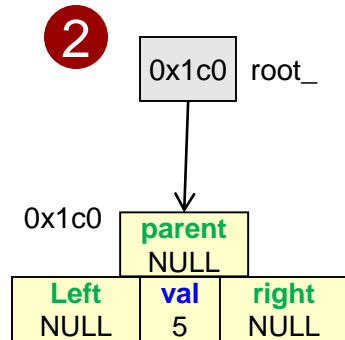 2
0x1c0 root_
0x1c0
parent
NULL
Left val right
NULL 5 NULL